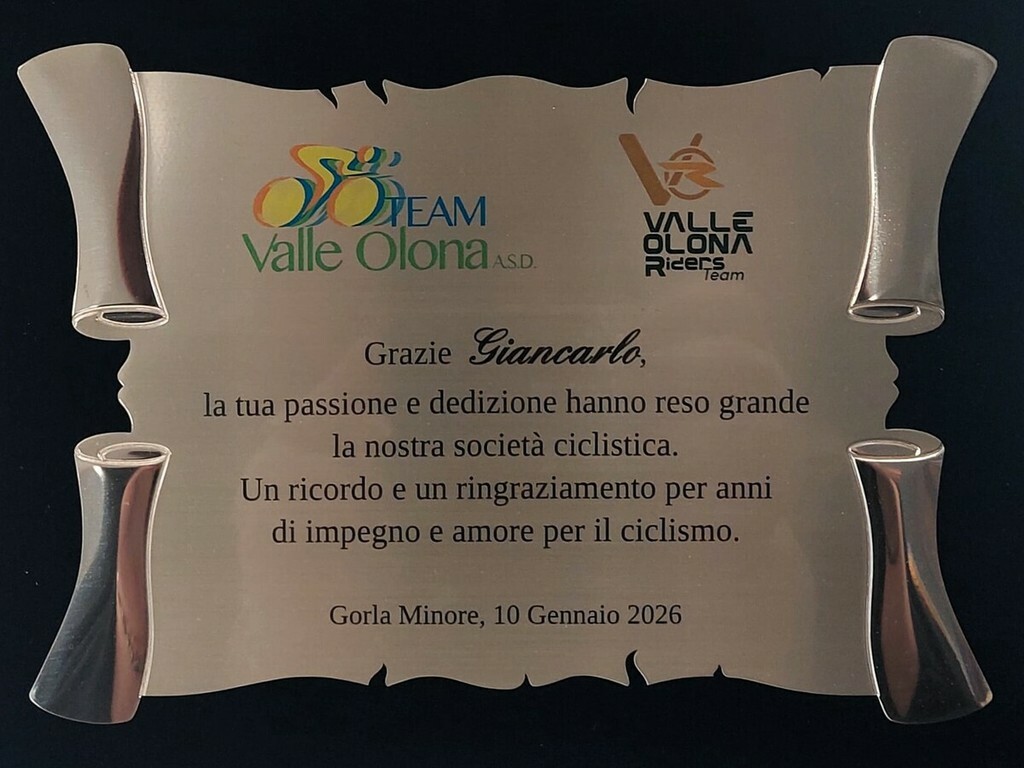 TEAM
Valle Olona A.S.D.
VALLE
OLONA
Riders
Team
Grazie Giancarlo,
la tua passione e dedizione hanno reso grande
la nostra società ciclistica.
Un ricordo e un ringraziamento per anni
di impegno e amore per il ciclismo.
Gorla Minore, 10 Gennaio 2026